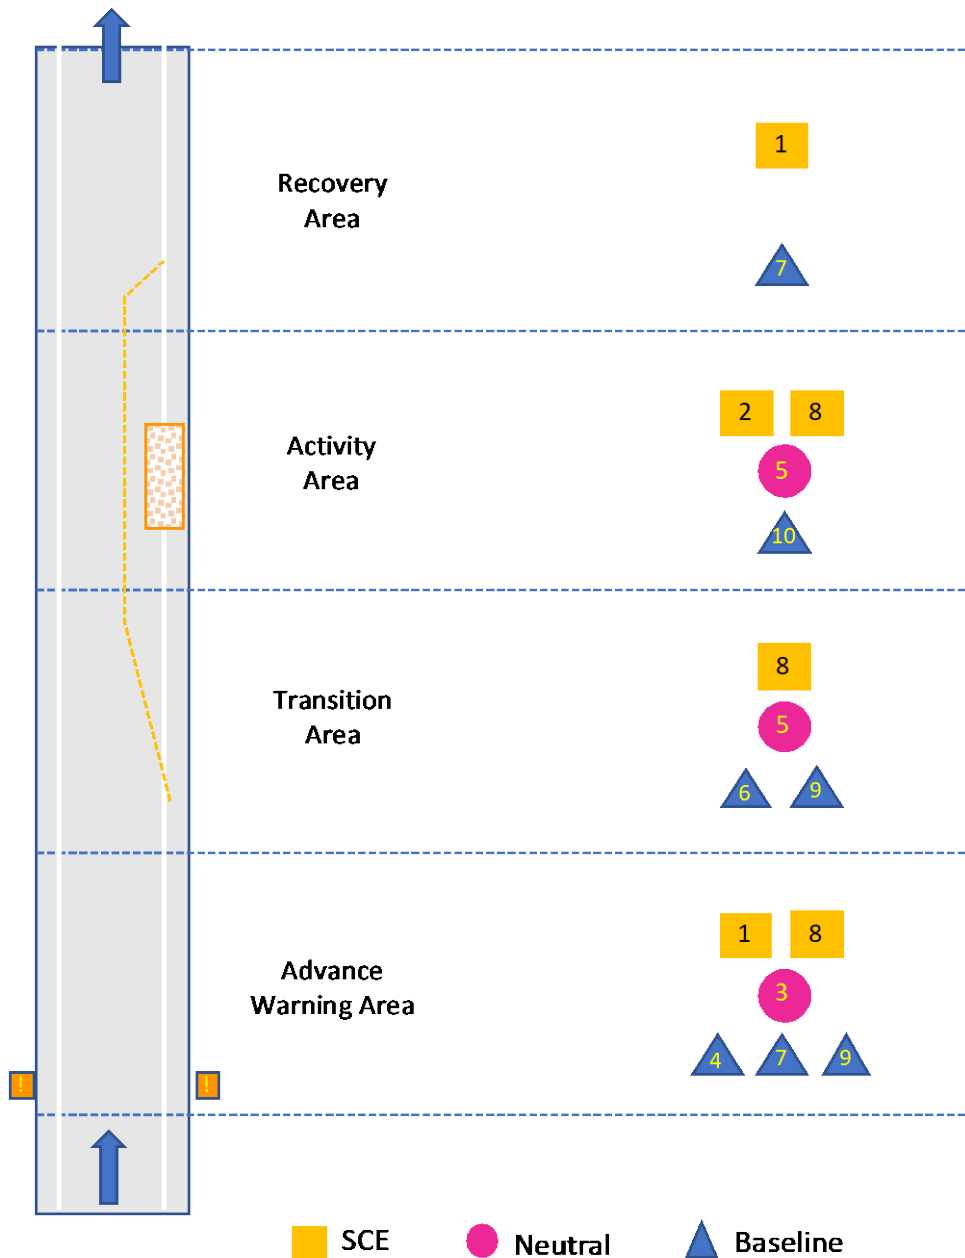 1
Recovery
Area
7
2 8
Activity
Area
5
10
8
Transition
Area
5
6 9
1 8
Advance
Warning Area
3
4 7 9
! !
SCE Neutral Baseline